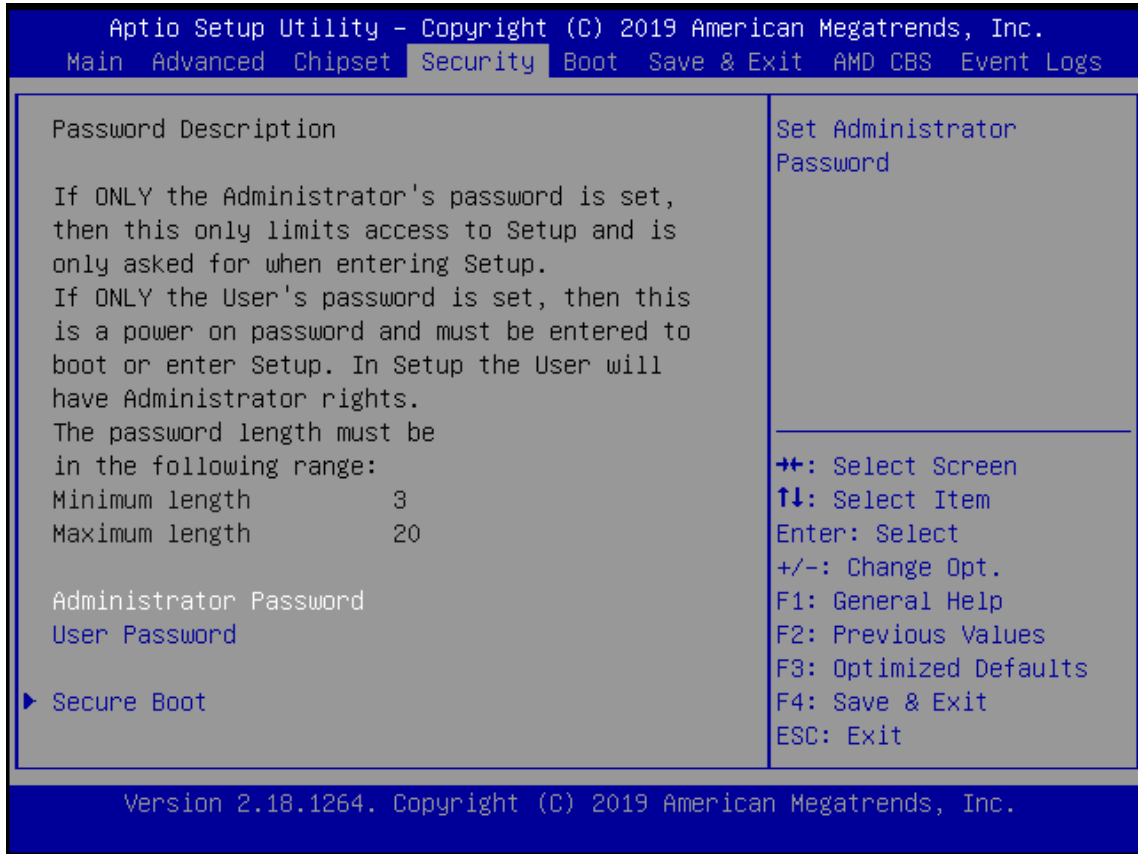 Aptio Setup Utility – Copyright (C) 2019 American Megatrends, Inc.
Main Advanced Chipset Security Boot Save & Exit AMD CBS Event Logs
Password Description
If ONLY the Administrator's password is set,
then this only limits access to Setup and is
only asked for when entering Setup.
If ONLY the User's password is set, then this
is a power on password and must be entered to
boot or enter Setup. In Setup the User will
have Administrator rights.
The password length must be
in the following range:
Minimum length 3
Maximum length 20
Administrator Password
User Password
Secure Boot
Set Administrator
Password
→←: Select Screen
↑↓: Select Item
Enter: Select
+/-: Change Opt.
F1: General Help
F2: Previous Values
F3: Optimized Defaults
F4: Save & Exit
ESC: Exit
Version 2.18.1264. Copyright (C) 2019 American Megatrends, Inc.